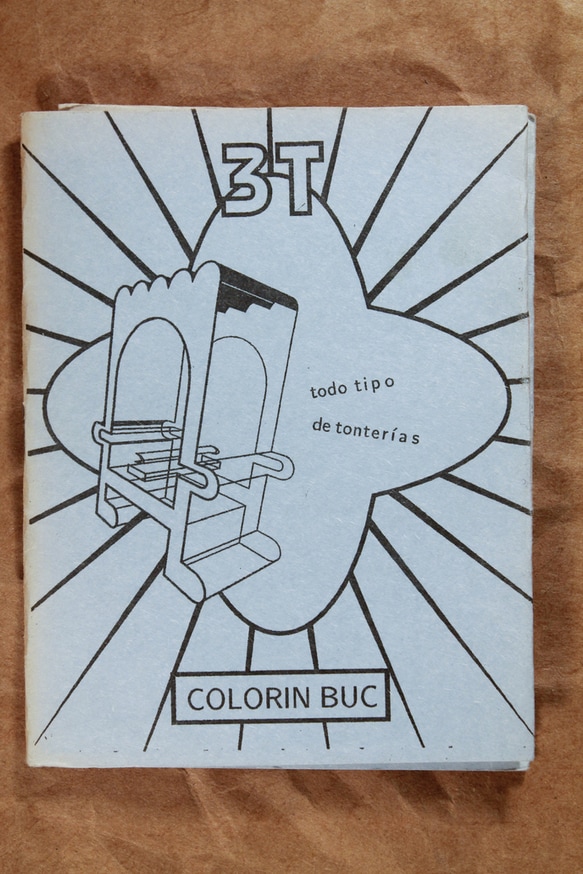 3T
todo tipo
de tonterías
COLORIN BUC